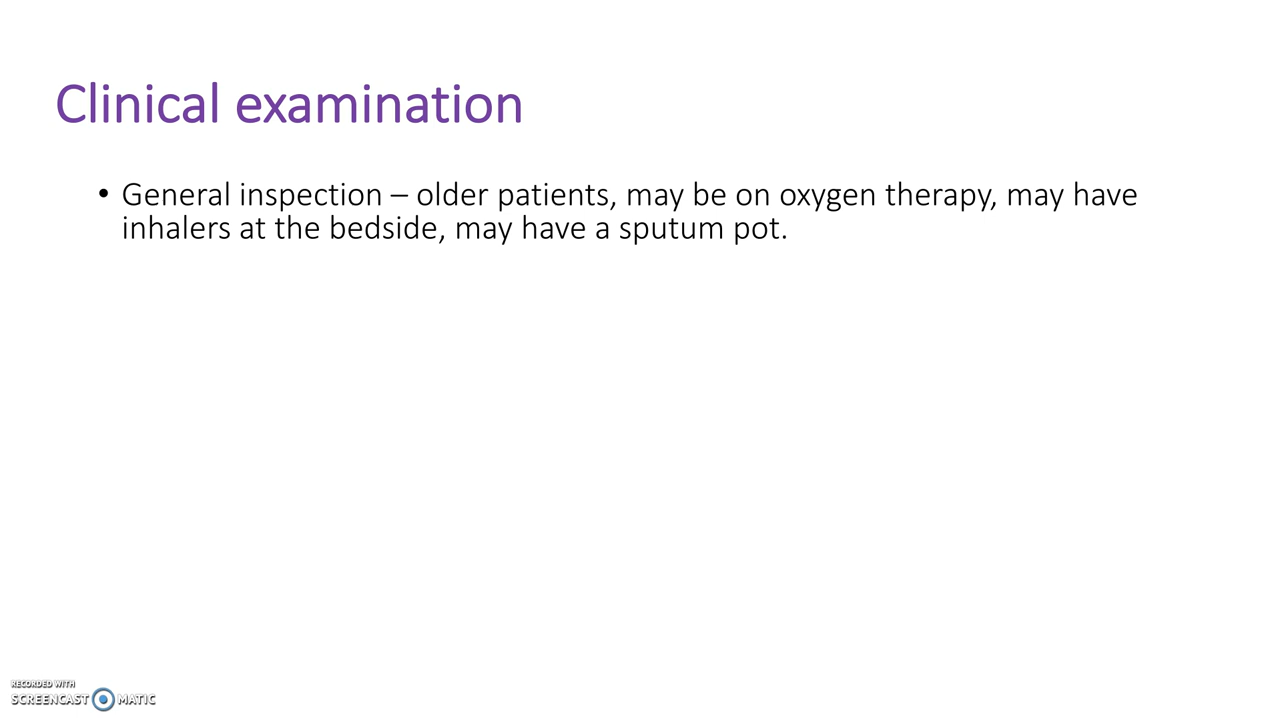 Clinical examination
• General inspection – older patients, may be on oxygen therapy, may have
inhalers at the bedside, may have a sputum pot.
RECORDED WITH
SCREENCAST MATIC